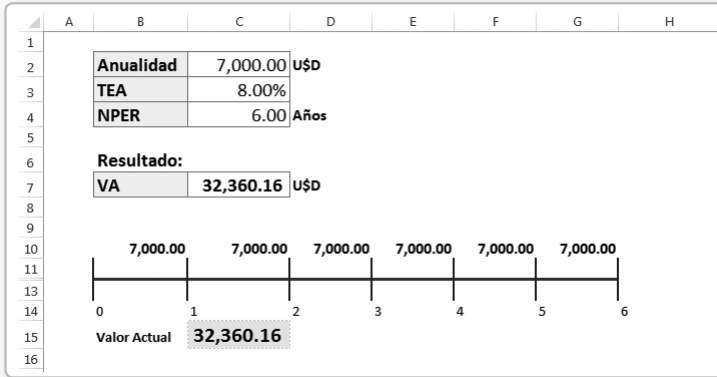 A B C D E F G H
1
2 Anualidad 7,000.00 U$D
3 TEA 8.00%
4 NPER 6.00 Años
5
6 Resultado:
7 VA 32,360.16 U$D
8
9
10 7,000.00 7,000.00 7,000.00 7,000.00 7,000.00 7,000.00
11
13
14 0 1 2 3 4 5 6
15 Valor Actual 32,360.16
16